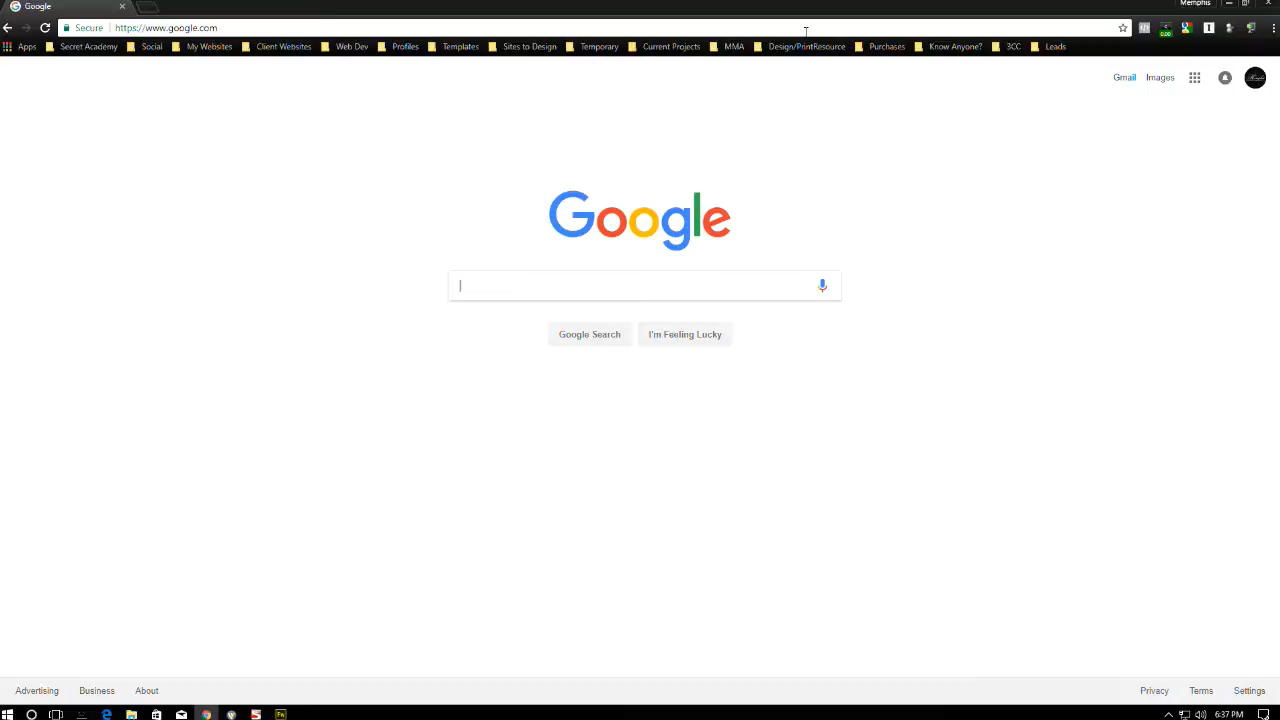 Google
Memphis
Secure https://www.google.com
Apps Secret Academy Social My Websites Client Websites Web Dev Profiles Templates Sites to Design Temporary Current Projects MMA Design/PrintResource Purchases Know Anyone? 3CC Leads
Gmail Images
Google
Google Search I'm Feeling Lucky
Advertising Business About Privacy Terms Settings
6:37 PM